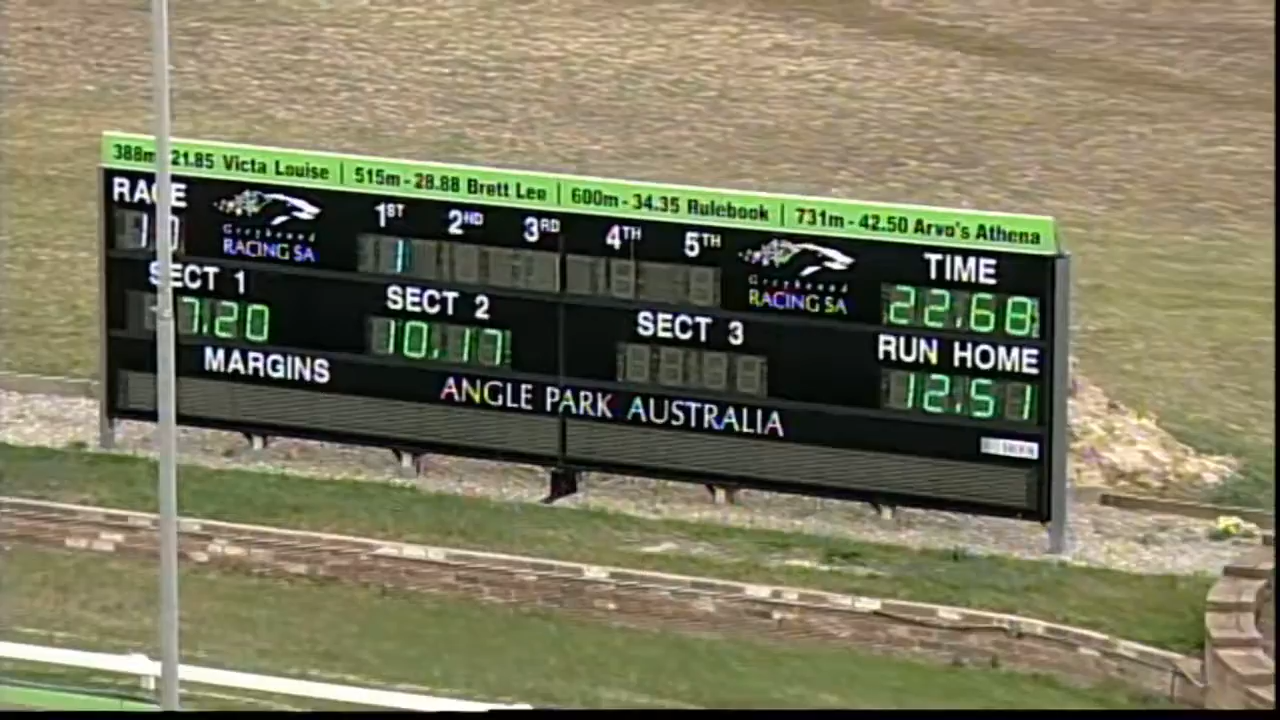 388m - 21.85 Victa Louise | 515m - 28.88 Brett Lee | 600m - 34.35 Rulebook | 731m - 42.50 Arvo's Athena
RACE
10
Greyhound
RACING SA
1ST 2ND 3RD 4TH 5TH
1
Greyhound
RACING SA
TIME
22.68
SECT 1
7.20
SECT 2
10.17
SECT 3
RUN HOME
12.51
MARGINS
ANGLE PARK AUSTRALIA